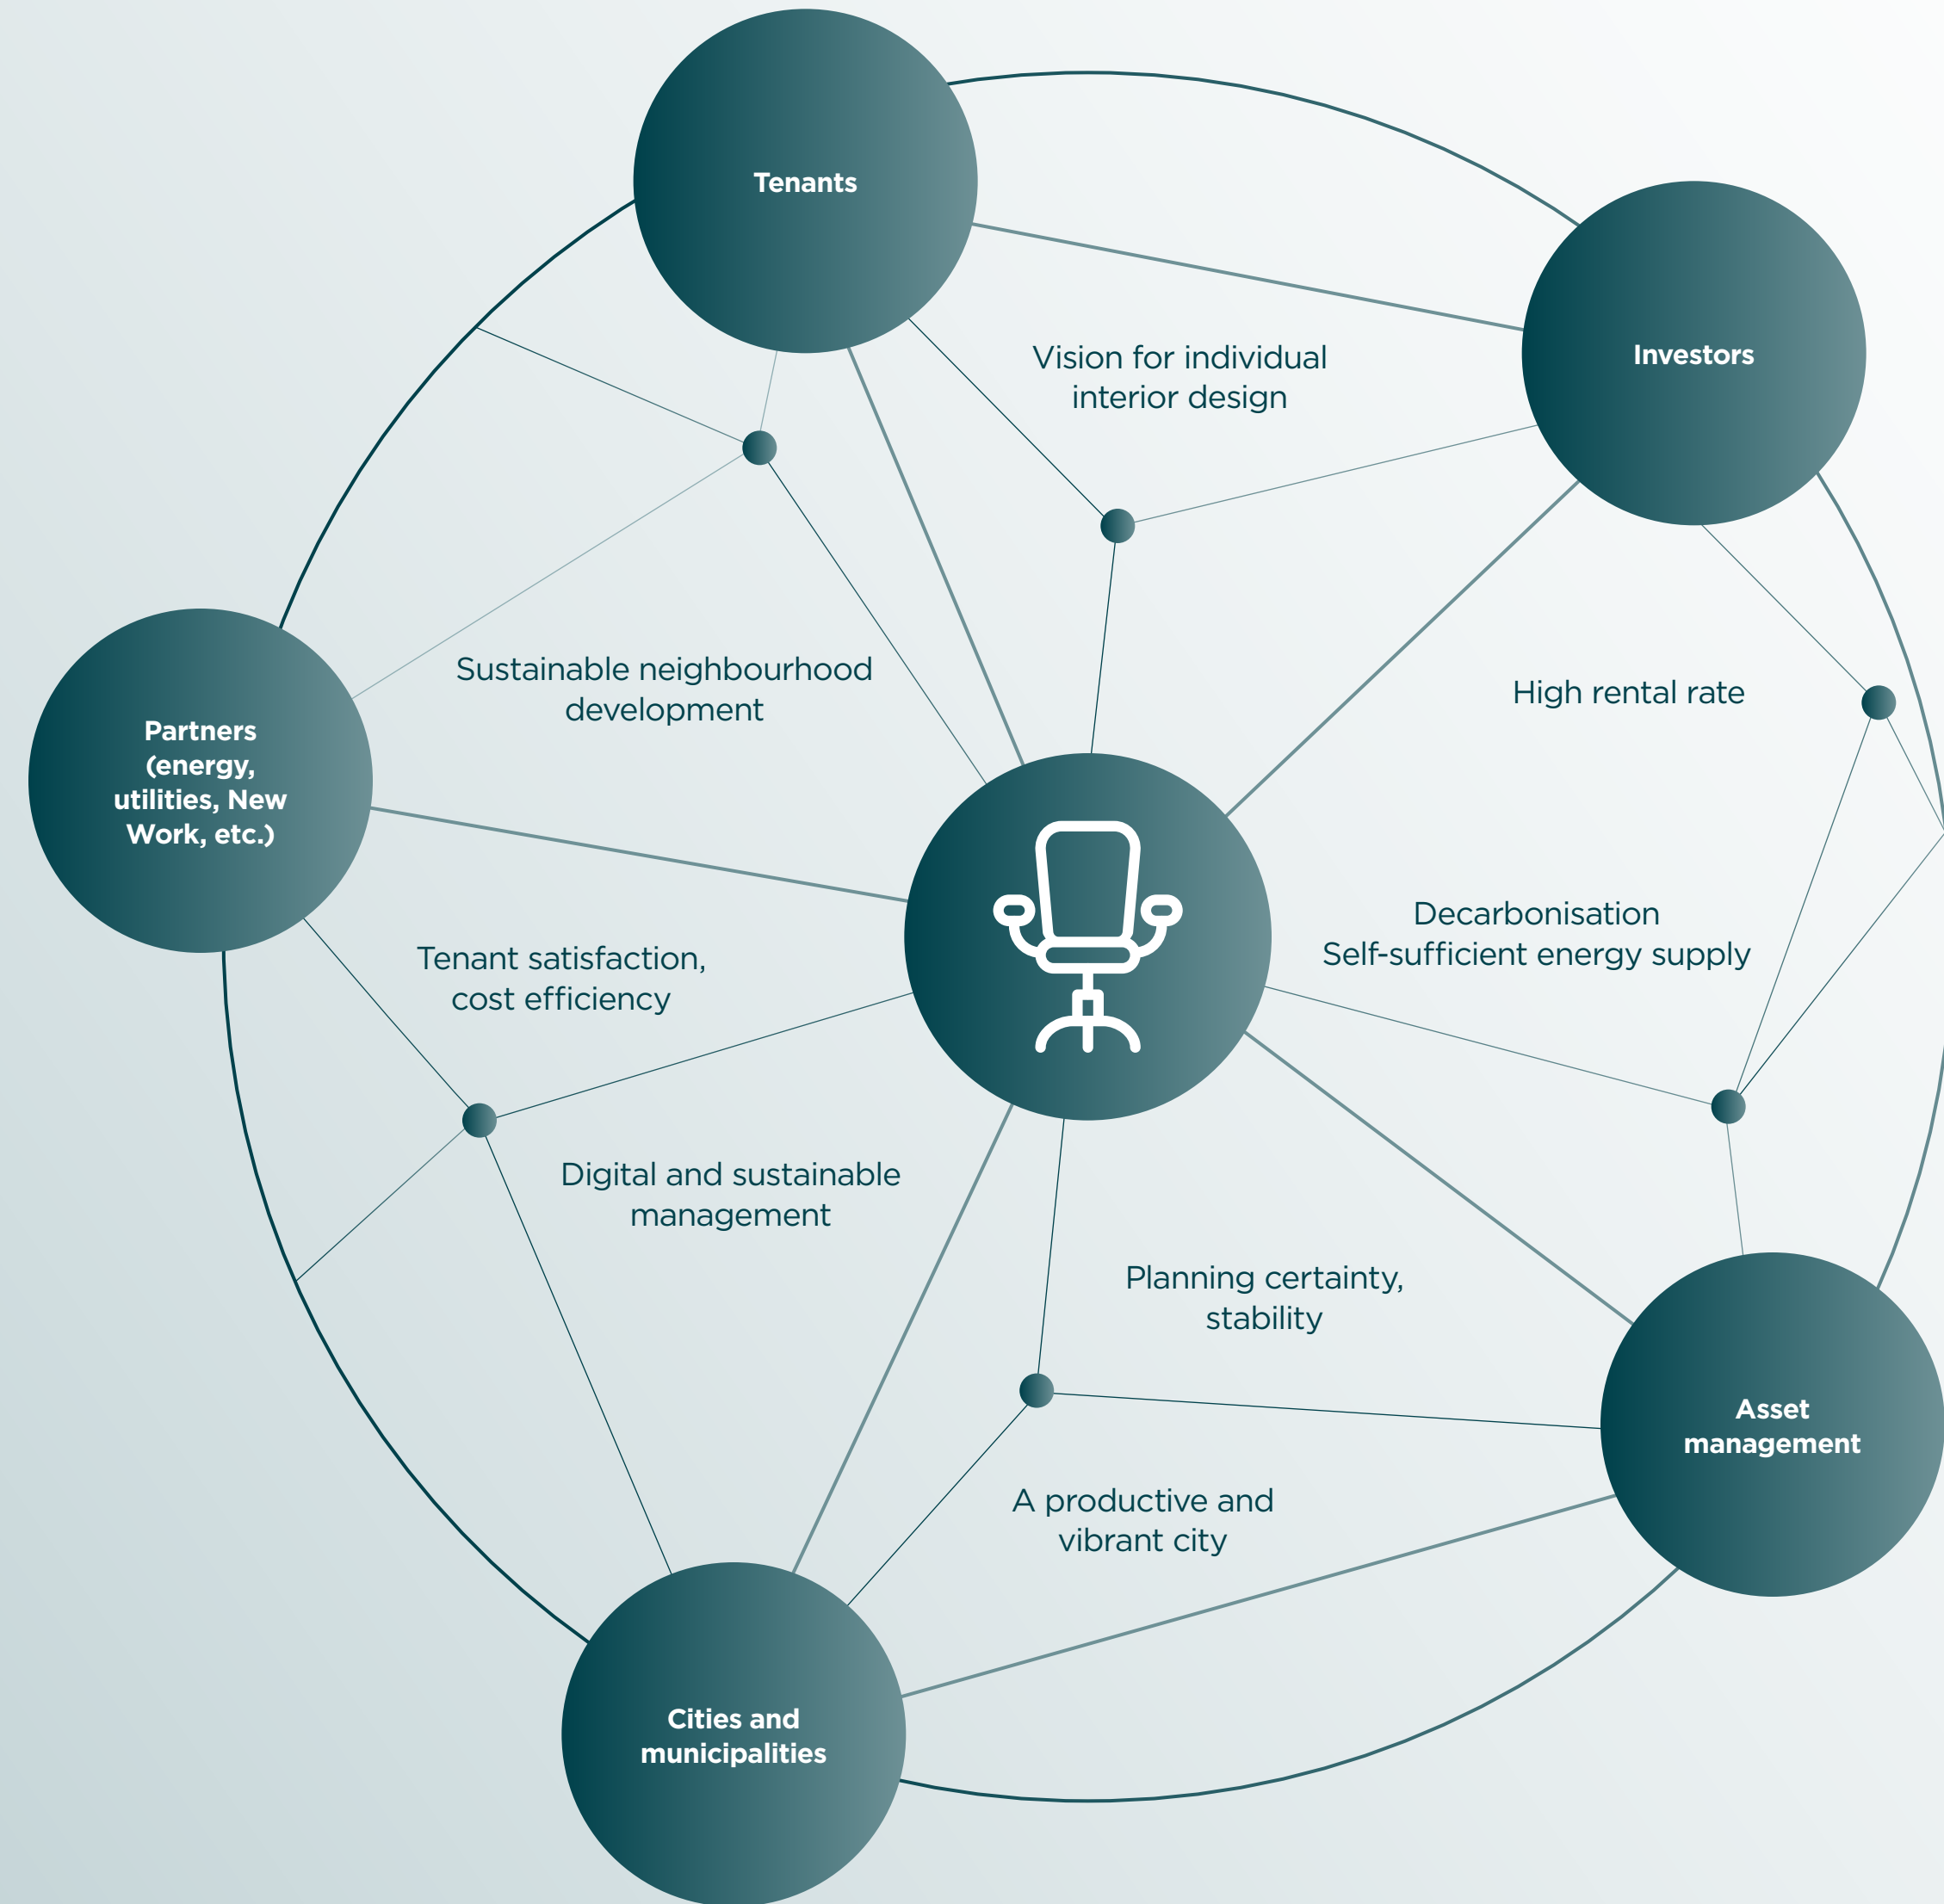 Tenants
Investors
Vision for individual
interior design
Sustainable neighbourhood
development
High rental rate
Partners
(energy,
utilities, New
Work, etc.)
Decarbonisation
Self-sufficient energy supply
Tenant satisfaction,
cost efficiency
Digital and sustainable
management
Planning certainty,
stability
Asset
management
A productive and
vibrant city
Cities and
municipalities